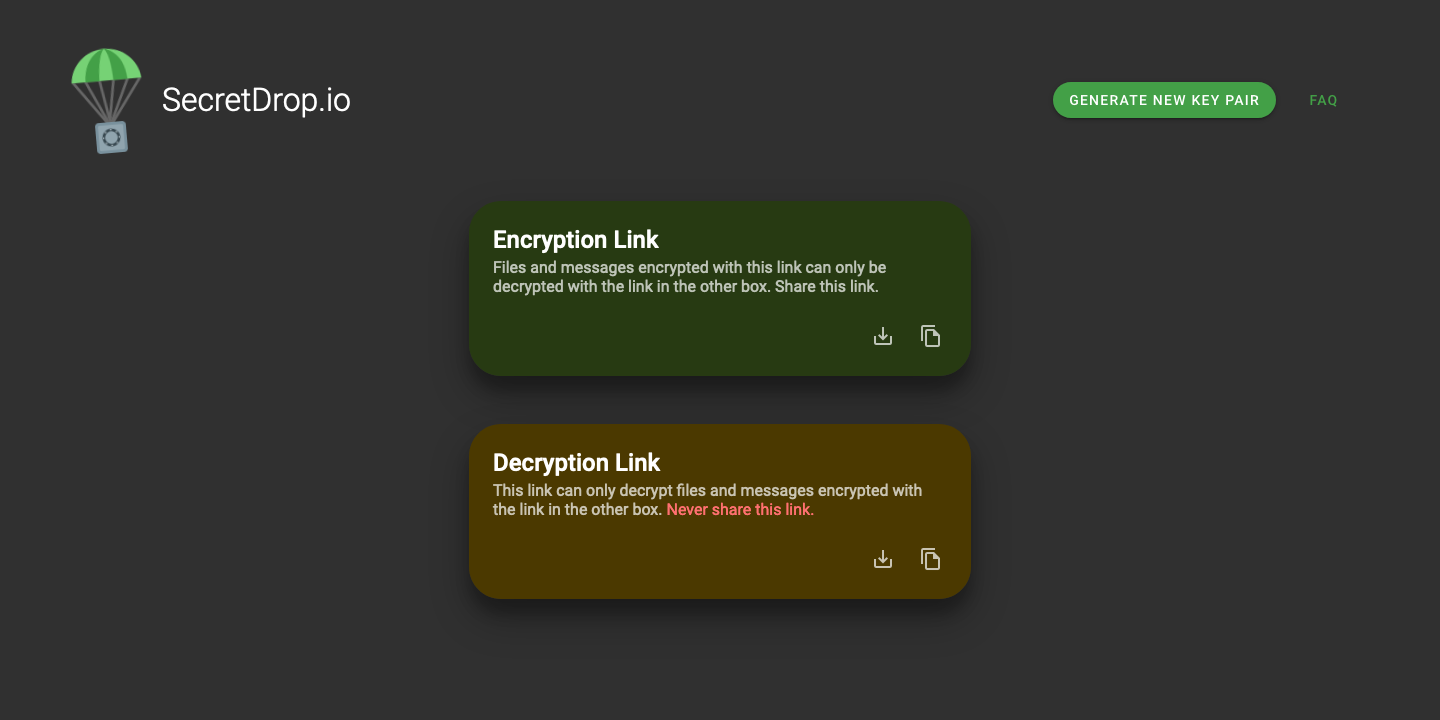 SecretDrop.io
GENERATE NEW KEY PAIR
FAQ
Encryption Link
Files and messages encrypted with this link can only be
decrypted with the link in the other box. Share this link.
Decryption Link
This link can only decrypt files and messages encrypted with
the link in the other box. Never share this link.